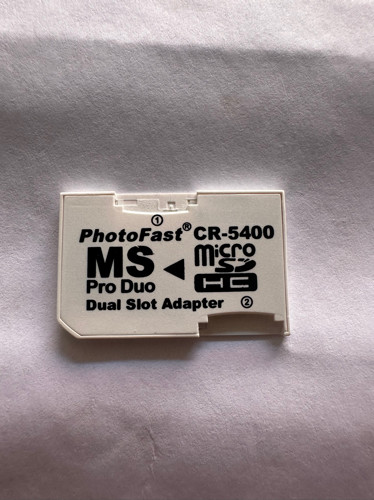 ①
PhotoFast® CR-5400
MS ◄ micro SD HC
Pro Duo
Dual Slot Adapter ②